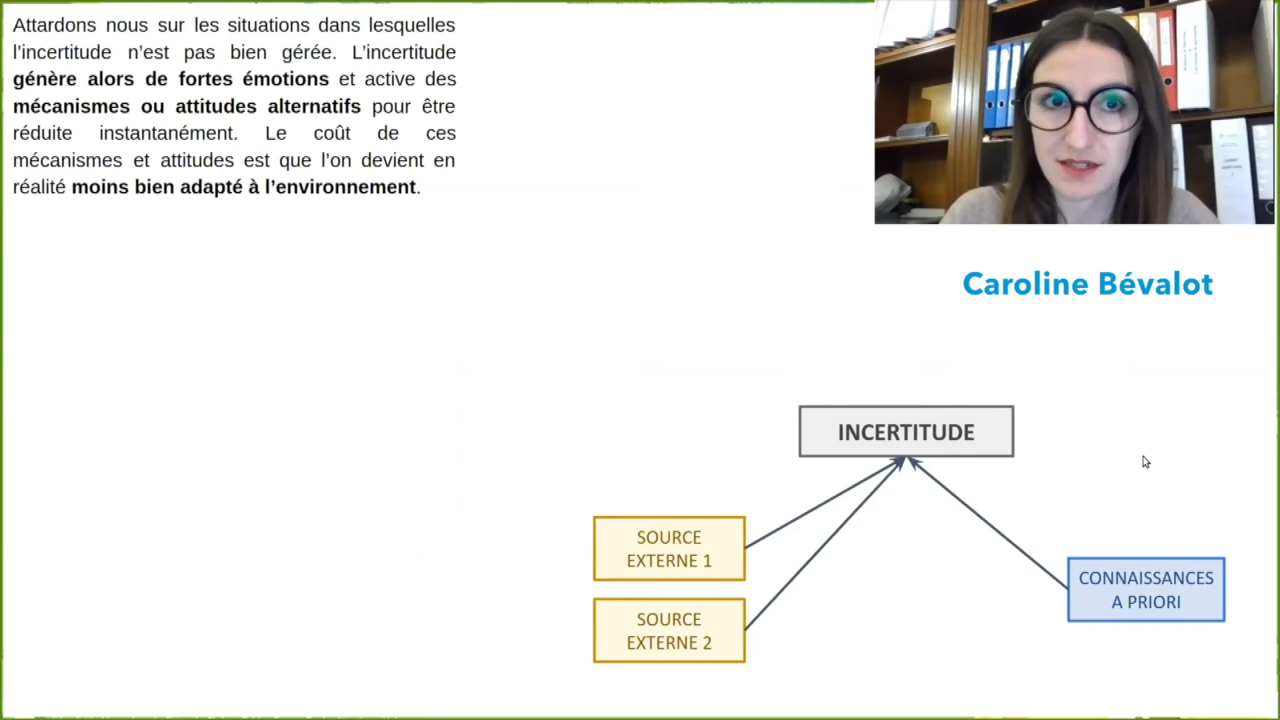 Attardons nous sur les situations dans lesquelles
l’incertitude n’est pas bien gérée. L’incertitude
génère alors de fortes émotions et active des
mécanismes ou attitudes alternatifs pour être
réduite instantanément. Le coût de ces
mécanismes et attitudes est que l’on devient en
réalité moins bien adapté à l’environnement.
Caroline Bévalot
INCERTITUDE
SOURCE
EXTERNE 1
SOURCE
EXTERNE 2
CONNAISSANCES
A PRIORI